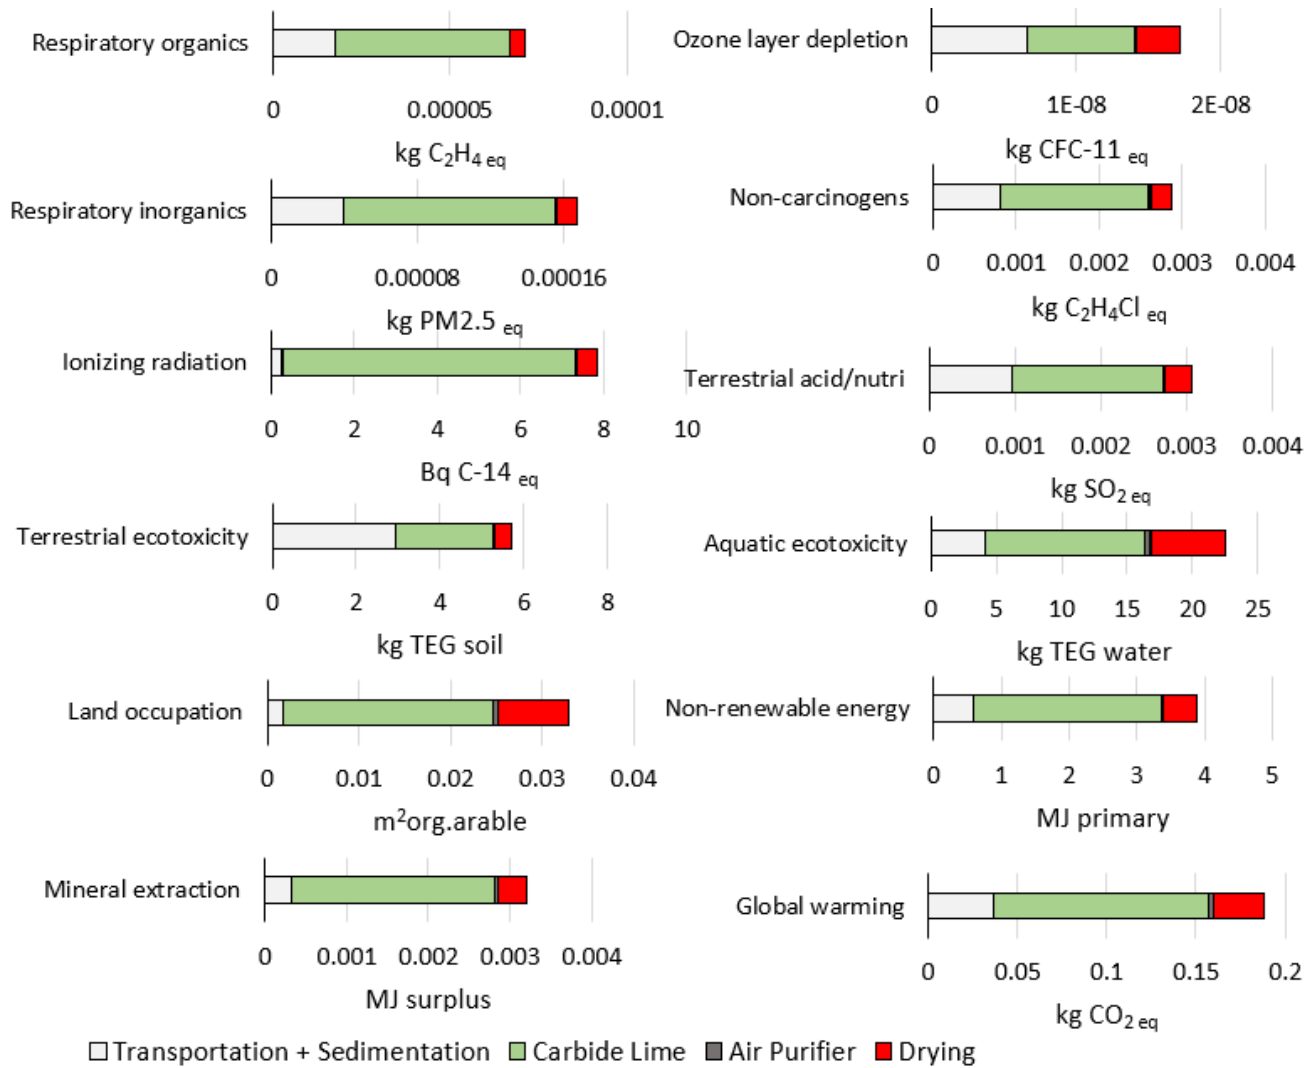 Respiratory organics
0 0.00005 0.0001
kg C₂H₄ eq
Ozone layer depletion
0 1E-08 2E-08
kg CFC-11 eq
Respiratory inorganics
0 0.00008 0.00016
kg PM2.5 eq
Non-carcinogens
0 0.001 0.002 0.003 0.004
kg C₂H₄Cl eq
Ionizing radiation
0 2 4 6 8 10
Bq C-14 eq
Terrestrial acid/nutri
0 0.001 0.002 0.003 0.004
kg SO₂ eq
Terrestrial ecotoxicity
0 2 4 6 8
kg TEG soil
Aquatic ecotoxicity
0 5 10 15 20 25
kg TEG water
Land occupation
0 0.01 0.02 0.03 0.04
m²org.arable
Non-renewable energy
0 1 2 3 4 5
MJ primary
Mineral extraction
0 0.001 0.002 0.003 0.004
MJ surplus
Global warming
0 0.05 0.1 0.15 0.2
kg CO₂ eq
Transportation + Sedimentation Carbide Lime Air Purifier Drying